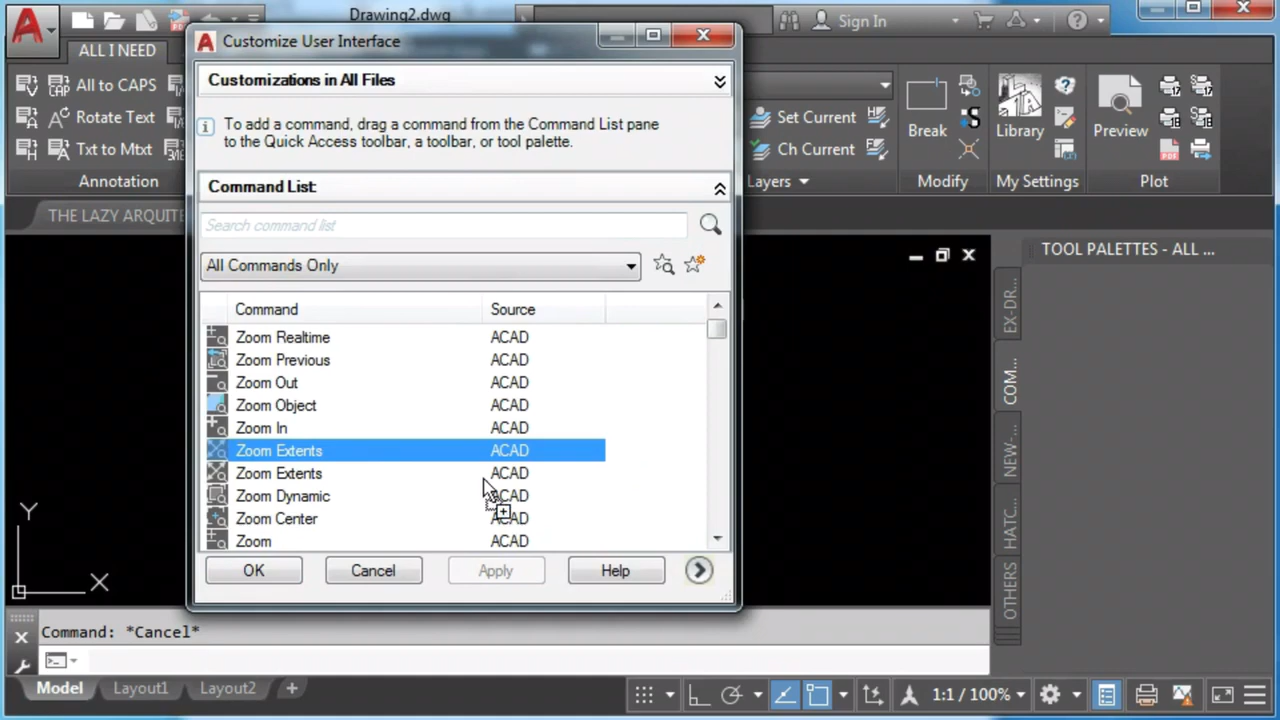 Drawing2.dwg
Sign In
ALL I NEED
Customize User Interface
Customizations in All Files
All to CAPS
Rotate Text
Txt to Mtxt
Annotation
To add a command, drag a command from the Command List pane
to the Quick Access toolbar, a toolbar, or tool palette.
Set Current
Ch Current
Layers
Break
Modify
Library
My Settings
Preview
Plot
THE LAZY ARQUITE
Command List:
Search command list
All Commands Only
TOOL PALETTES - ALL ...
Command Source
Zoom Realtime ACAD
Zoom Previous ACAD
Zoom Out ACAD
Zoom Object ACAD
Zoom In ACAD
Zoom Extents ACAD
Zoom Extents ACAD
Zoom Dynamic ACAD
Zoom Center ACAD
Zoom ACAD
OK Cancel Apply Help
EX-DR...
COM...
NEW-...
HATC...
OTHERS
Y
X
Command: *Cancel*
Model Layout1 Layout2 +
1:1 / 100%